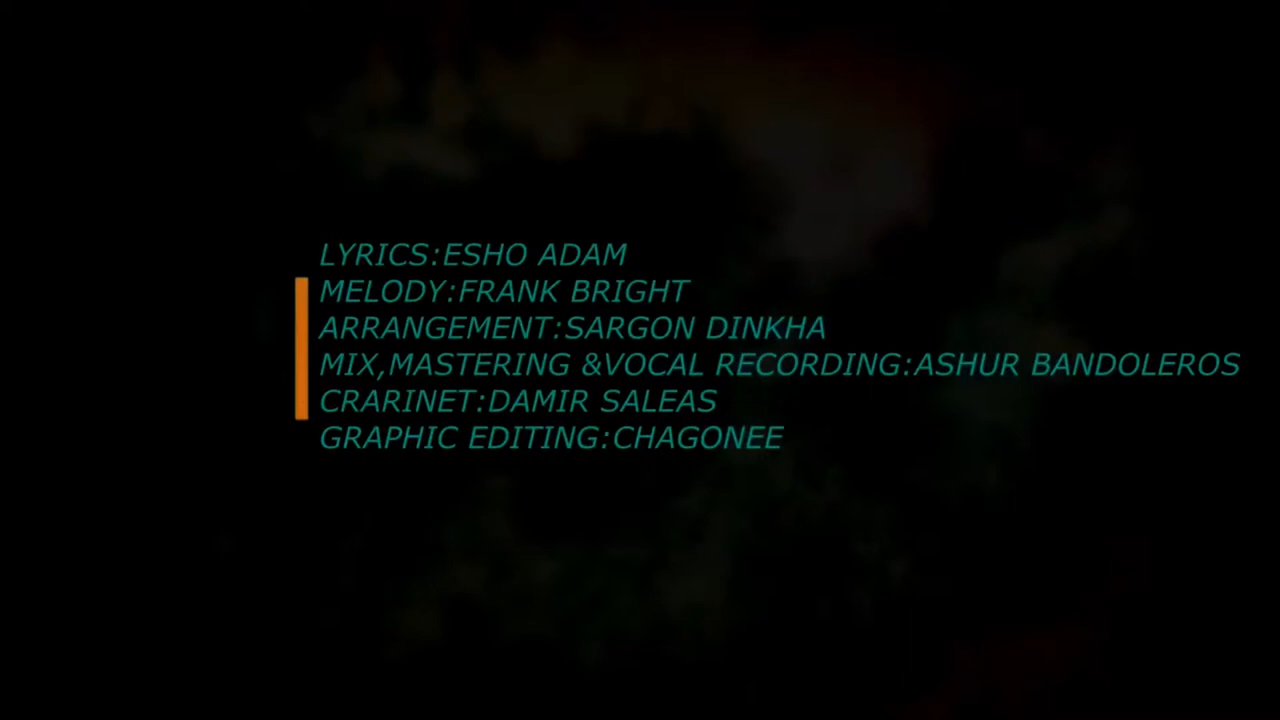 LYRICS:ESHO ADAM
MELODY:FRANK BRIGHT
ARRANGEMENT:SARGON DINKHA
MIX,MASTERING &VOCAL RECORDING:ASHUR BANDOLEROS
CRARINET:DAMIR SALEAS
GRAPHIC EDITING:CHAGONEE